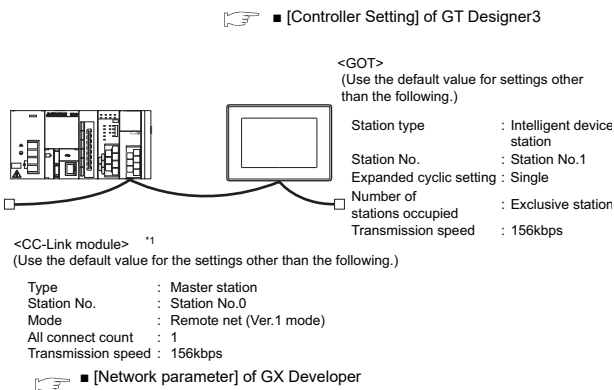 ■ [Controller Setting] of GT Designer3
<GOT>
(Use the default value for settings other
than the following.)
Station type : Intelligent device
station
Station No. : Station No.1
Expanded cyclic setting : Single
Number of
stations occupied : Exclusive station
Transmission speed : 156kbps
<CC-Link module> *1
(Use the default value for the settings other than the following.)
Type : Master station
Station No. : Station No.0
Mode : Remote net (Ver.1 mode)
All connect count : 1
Transmission speed : 156kbps
■ [Network parameter] of GX Developer